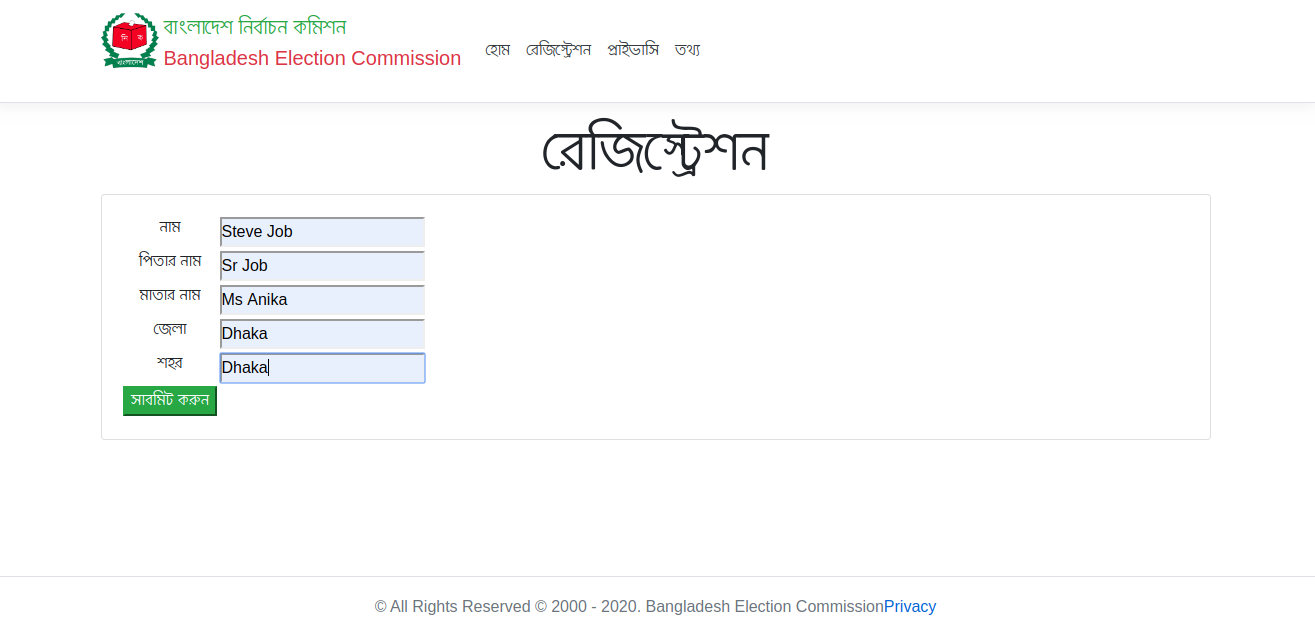 বাংলাদেশ নির্বাচন কমিশন
Bangladesh Election Commission
হোম রেজিস্ট্রেশন প্রাইভাসি তথ্য
রেজিস্ট্রেশন
নাম Steve Job
পিতার নাম Sr Job
মাতার নাম Ms Anika
জেলা Dhaka
শহর Dhaka
সাবমিট করুন
© All Rights Reserved © 2000 - 2020. Bangladesh Election CommissionPrivacy